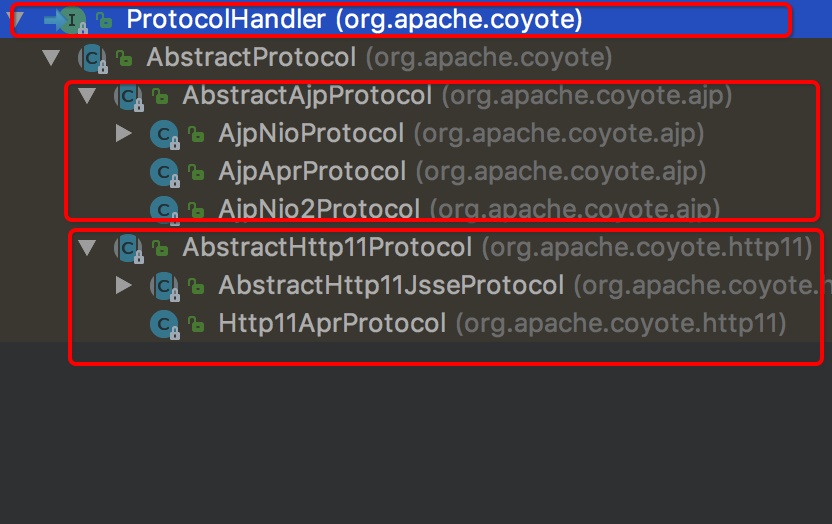 ProtocolHandler (org.apache.coyote)
AbstractProtocol (org.apache.coyote)
AbstractAjpProtocol (org.apache.coyote.ajp)
AjpNioProtocol (org.apache.coyote.ajp)
AjpAprProtocol (org.apache.coyote.ajp)
AjpNio2Protocol (org.apache.coyote.ajp)
AbstractHttp11Protocol (org.apache.coyote.http11)
AbstractHttp11JsseProtocol (org.apache.coyote.h
Http11AprProtocol (org.apache.coyote.http11)